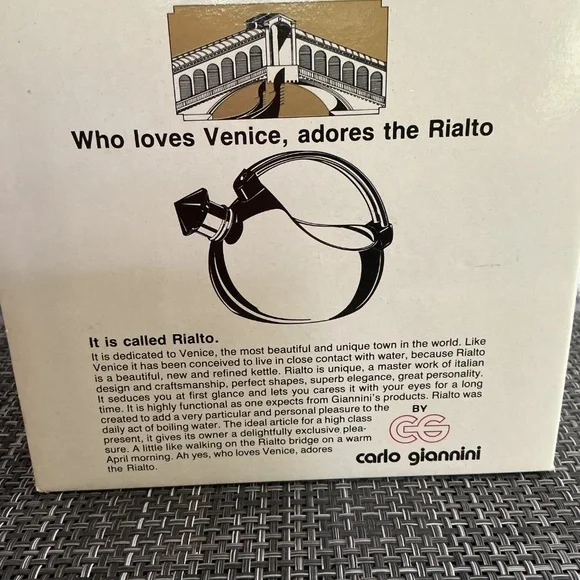 Who loves Venice, adores the Rialto
It is called Rialto.
It is dedicated to Venice, the most beautiful and unique town in the world. Like
Venice it has been conceived to live in close contact with water, because Rialto
is a beautiful, new and refined kettle. Rialto is unique, a master work of italian
design and craftsmanship, perfect shapes, superb elegance, great personality.
It seduces you at first glance and lets you caress it with your eyes for a long
time. It is highly functional as one expects from Giannini's products. Rialto was
created to add a very particular and personal pleasure to the
daily act of boiling water. The ideal article for a high class
present, it gives its owner a delightfully exclusive plea-
sure. A little like walking on the Rialto bridge on a warm
April morning. Ah yes, who loves Venice, adores
the Rialto.
BY
CG
carlo giannini